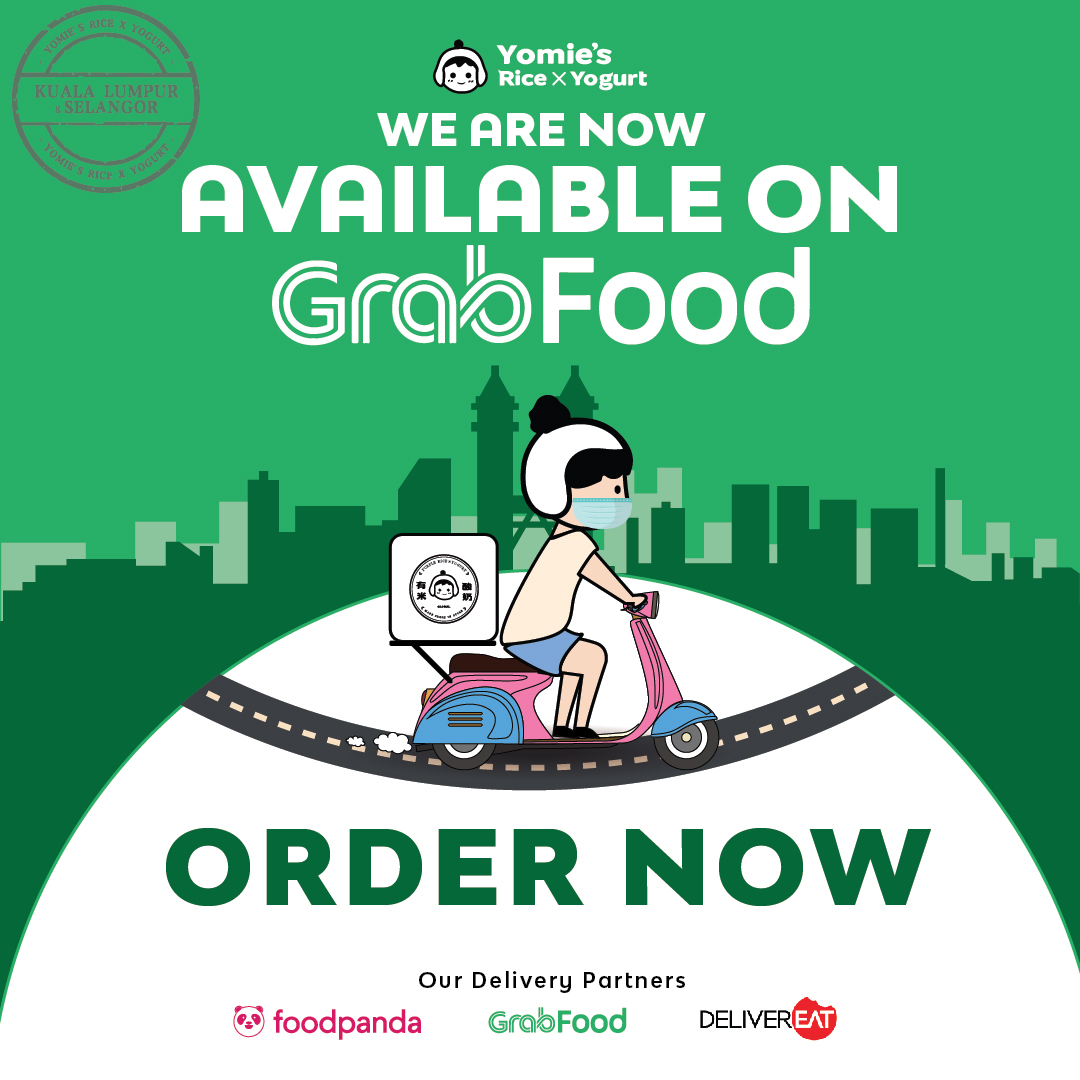 YOMIE'S RICE X YOGURT
KUALA LUMPUR
& SELANGOR
YOMIE'S RICE X YOGURT
Yomie's
Rice × Yogurt
WE ARE NOW
AVAILABLE ON
GrabFood
有米
酸奶
ORDER NOW
Our Delivery Partners
foodpanda
GrabFood
DELIVEREAT